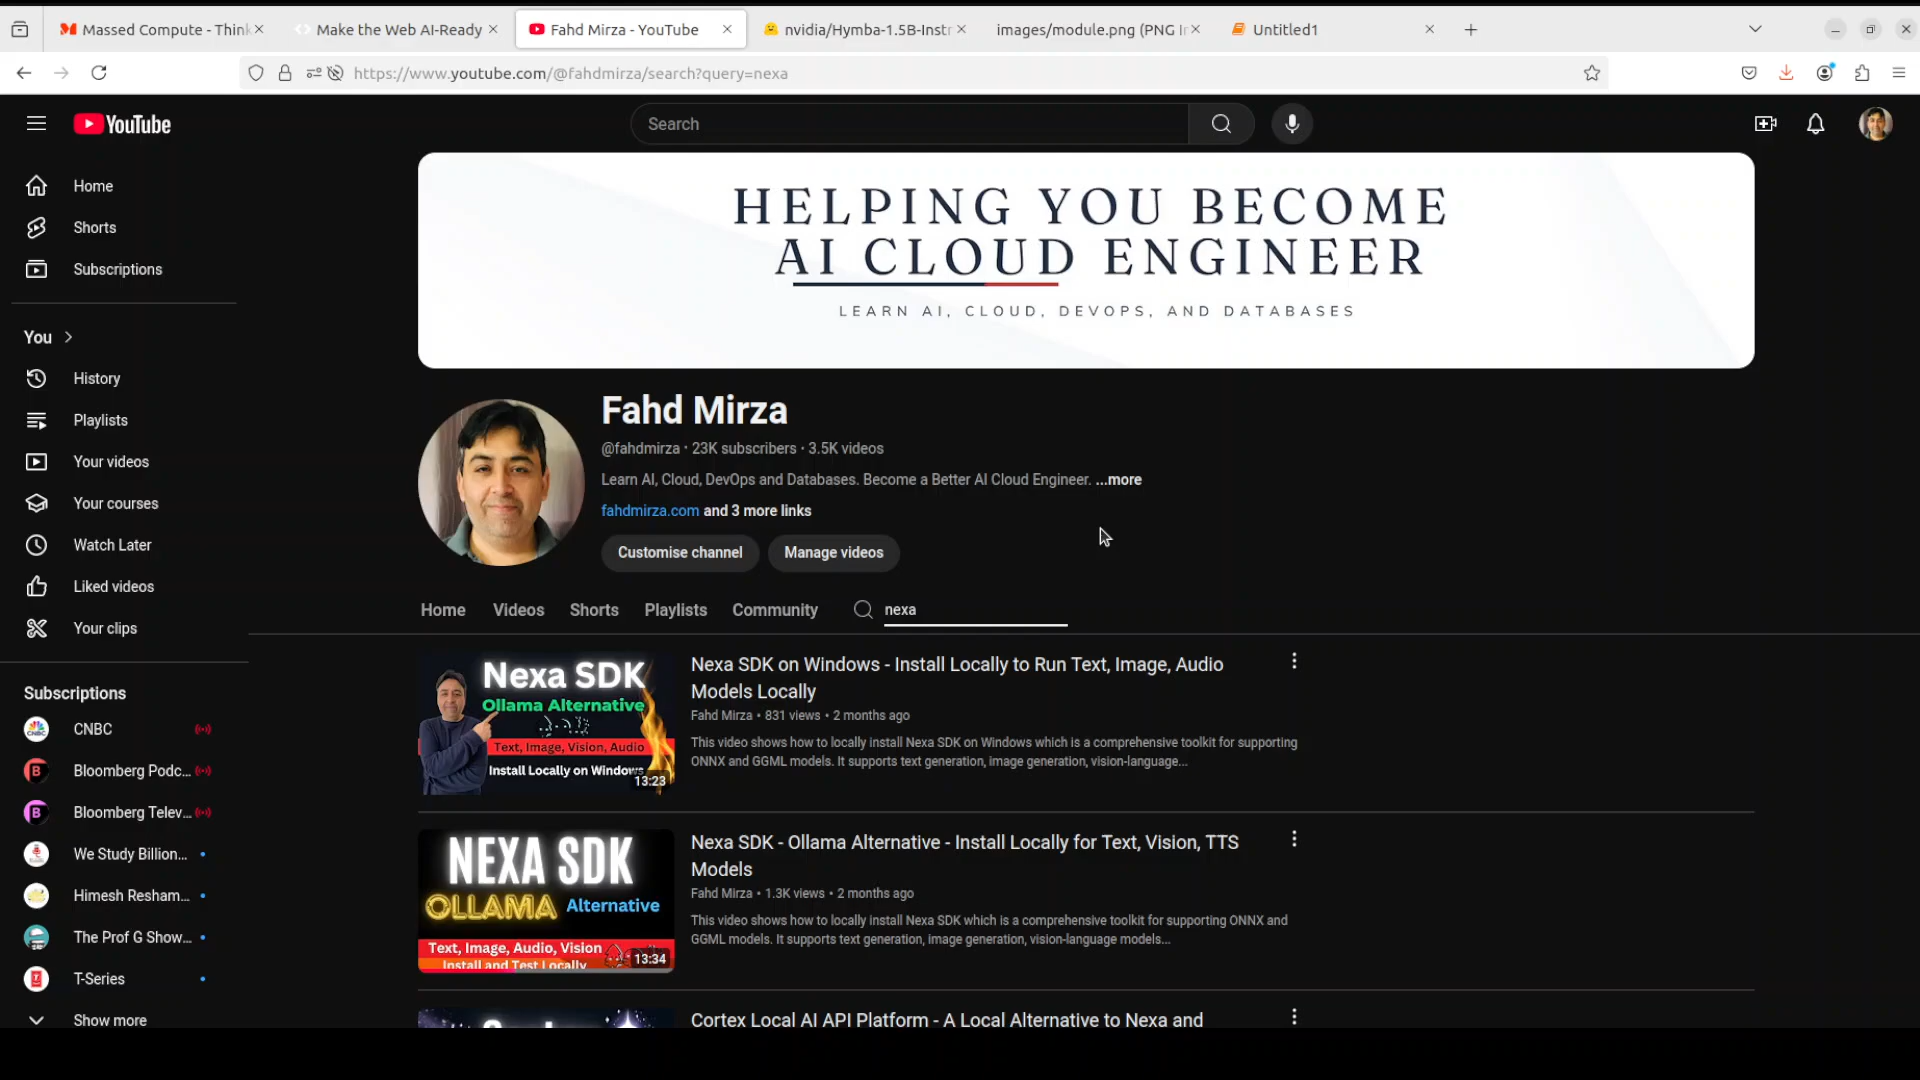 Massed Compute - Think
Make the Web AI-Ready
Fahd Mirza - YouTube
nvidia/Hymba-1.5B-Instr
images/module.png (PNG Ir
Untitled1
https://www.youtube.com/@fahdmirza/search?query=nexa
YouTube
Search
Home
Shorts
Subscriptions
You
History
Playlists
Your videos
Your courses
Watch Later
Liked videos
Your clips
Subscriptions
CNBC
Bloomberg Podc...
Bloomberg Telev...
We Study Billion...
Himesh Resham...
The Prof G Show...
T-Series
Show more
HELPING YOU BECOME
AI CLOUD ENGINEER
LEARN AI, CLOUD, DEVOPS, AND DATABASES
Fahd Mirza
@fahdmirza · 23K subscribers · 3.5K videos
Learn AI, Cloud, DevOps and Databases. Become a Better AI Cloud Engineer. ...more
fahdmirza.com and 3 more links
Customise channel
Manage videos
Home
Videos
Shorts
Playlists
Community
nexa
Nexa SDK
Ollama Alternative
Text, Image, Vision, Audio
Install Locally on Windows
13:23
Nexa SDK on Windows - Install Locally to Run Text, Image, Audio
Models Locally
Fahd Mirza • 831 views • 2 months ago
This video shows how to locally install Nexa SDK on Windows which is a comprehensive toolkit for supporting
ONNX and GGML models. It supports text generation, image generation, vision-language...
NEXA SDK
OLLAMA Alternative
Text, Image, Audio, Vision
Install and Test Locally
13:34
Nexa SDK - Ollama Alternative - Install Locally for Text, Vision, TTS
Models
Fahd Mirza • 1.3K views • 2 months ago
This video shows how to locally install Nexa SDK which is a comprehensive toolkit for supporting ONNX and
GGML models. It supports text generation, image generation, vision-language models...
Cortex Local AI API Platform - A Local Alternative to Nexa and